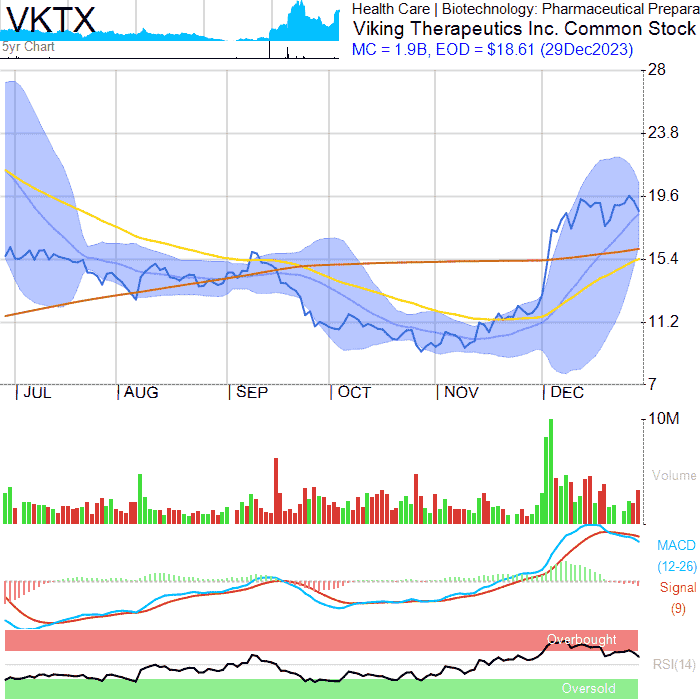 VKTX
5yr Chart
Health Care | Biotechnology: Pharmaceutical Prepara
Viking Therapeutics Inc. Common Stock
MC = 1.9B, EOD = $18.61 (29Dec2023)
28
23.8
19.6
15.4
11.2
7
JUL AUG SEP OCT NOV DEC
10M
Volume
MACD
(12-26)
Signal
(9)
Overbought
RSI(14)
Oversold